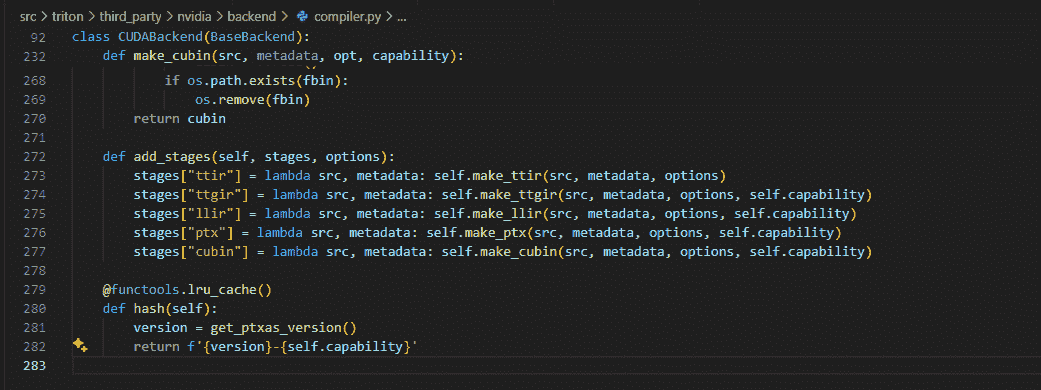 src > triton > third_party > nvidia > backend > compiler.py > ...
92 class CUDABackend(BaseBackend):
232     def make_cubin(src, metadata, opt, capability):
268             if os.path.exists(fbin):
269                 os.remove(fbin)
270         return cubin
271
272     def add_stages(self, stages, options):
273         stages["ttir"] = lambda src, metadata: self.make_ttir(src, metadata, options)
274         stages["ttgir"] = lambda src, metadata: self.make_ttgir(src, metadata, options, self.capability)
275         stages["llir"] = lambda src, metadata: self.make_llir(src, metadata, options, self.capability)
276         stages["ptx"] = lambda src, metadata: self.make_ptx(src, metadata, options, self.capability)
277         stages["cubin"] = lambda src, metadata: self.make_cubin(src, metadata, options, self.capability)
278
279     @functools.lru_cache()
280     def hash(self):
281         version = get_ptxas_version()
282         return f'{version}-{self.capability}'
283